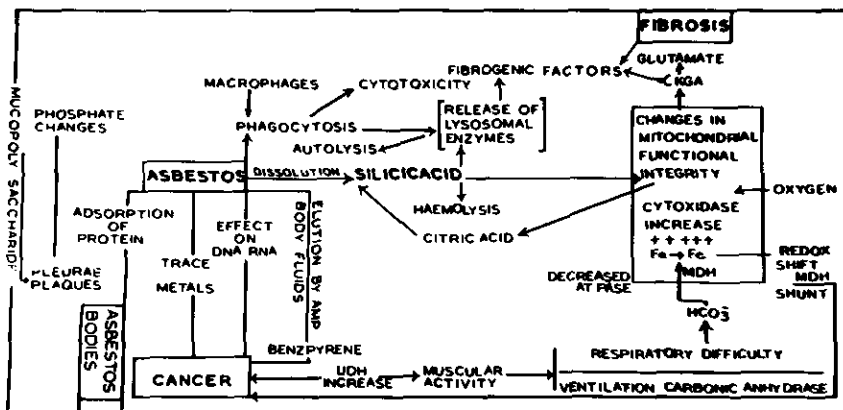 FIBROSIS
GLUTAMATE
FIBROGENIC FACTORS
CKGA
MACROPHAGES
CYTOTOXICITY
MUCOPOLY SACCHARIDE
PHOSPHATE
CHANGES
PHAGOCYTOSIS
RELEASE OF
LYSOSOMAL
ENZYMES
AUTOLYSIS
CHANGES IN
MITOCHONDRIAL
FUNCTIONAL
INTEGRITY
ASBESTOS
DISSOLUTION
SILICICACID
OXYGEN
HAEMOLYSIS
CITRIC ACID
CYTOXIDASE
INCREASE
+ + + + +
Fe → Fe
MDH
REDOX
SHIFT
MDH
SHUNT
ADSORPTION
OF
PROTEIN
EFFECT
ON
DNA RNA
ELUTION BY AMP
BODY FLUIDS
TRACE
METALS
PLEURAE
PLAQUES
DECREASED
AT PASE
HCO3-
ASBESTOS
BODIES
BENZPYRENE
RESPIRATORY DIFFICULTY
CANCER
UDH
INCREASE
MUSCULAR
ACTIVITY
VENTILATION CARBONIC ANHYDRASE